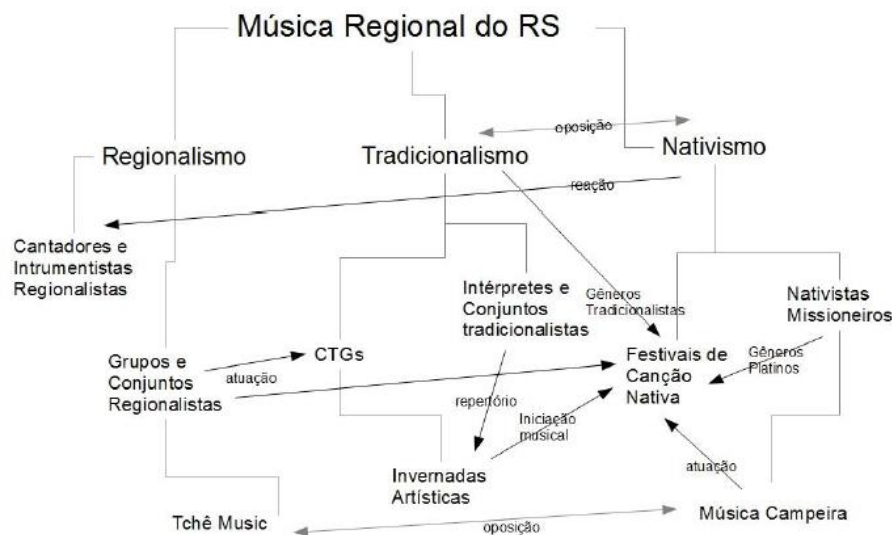 Música Regional do RS
oposição
Regionalismo
Tradicionalismo
Nativismo
reação
Cantadores e
Intrumentistas
Regionalistas
Intérpretes e
Conjuntos
tradicionalistas
Gêneros
Tradicionalistas
Nativistas
Missioneiros
Grupos e
Conjuntos
Regionalistas
atuação
CTGs
Festivais de
Canção
Nativa
Gêneros
Platinos
repertório
Iniciação
musical
Invernadas
Artísticas
atuação
Tchê Music
oposição
Música Campeira